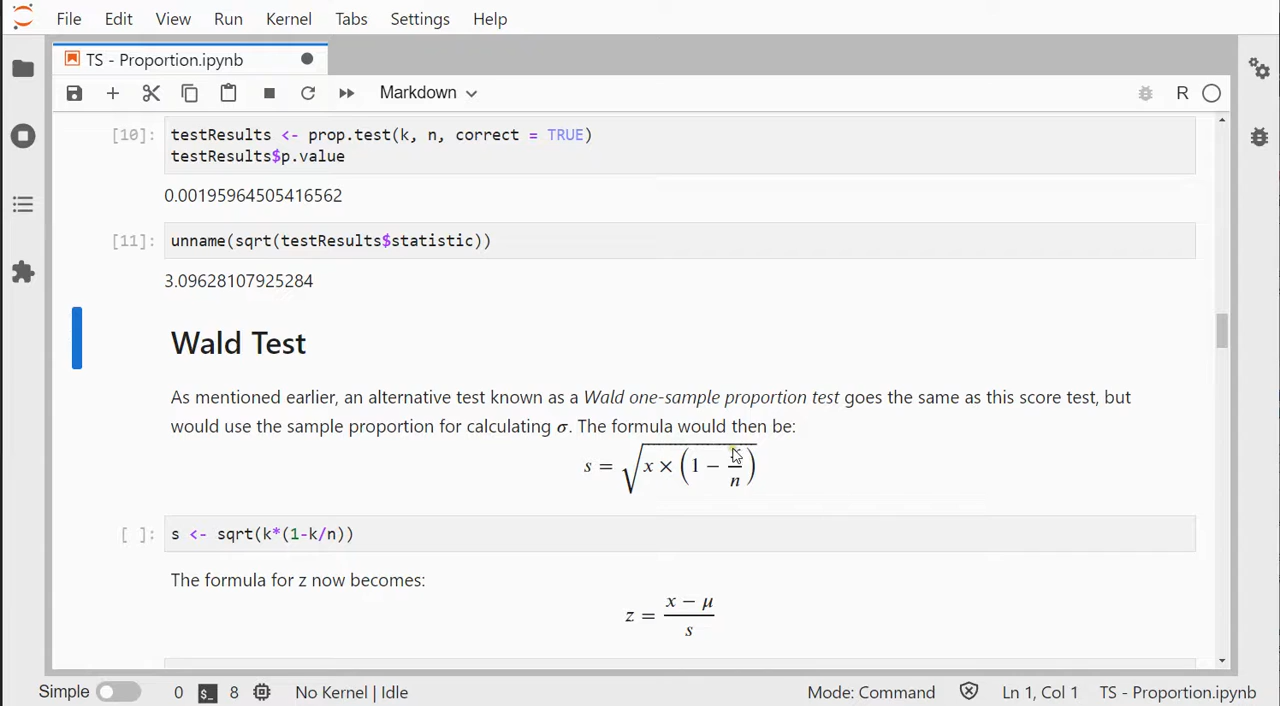 File Edit View Run Kernel Tabs Settings Help
TS - Proportion.ipynb
Markdown R
[10]: testResults <- prop.test(k, n, correct = TRUE)
testResults$p.value
0.00195964505416562
[11]: unname(sqrt(testResults$statistic))
3.09628107925284
Wald Test
As mentioned earlier, an alternative test known as a Wald one-sample proportion test goes the same as this score test, but
would use the sample proportion for calculating σ. The formula would then be:
s = √x × (1 − /n)
[ ]: s <- sqrt(k*(1-k/n))
The formula for z now becomes:
z = x − μ / s
Simple 0 $_ 8 No Kernel | Idle Mode: Command Ln 1, Col 1 TS - Proportion.ipynb